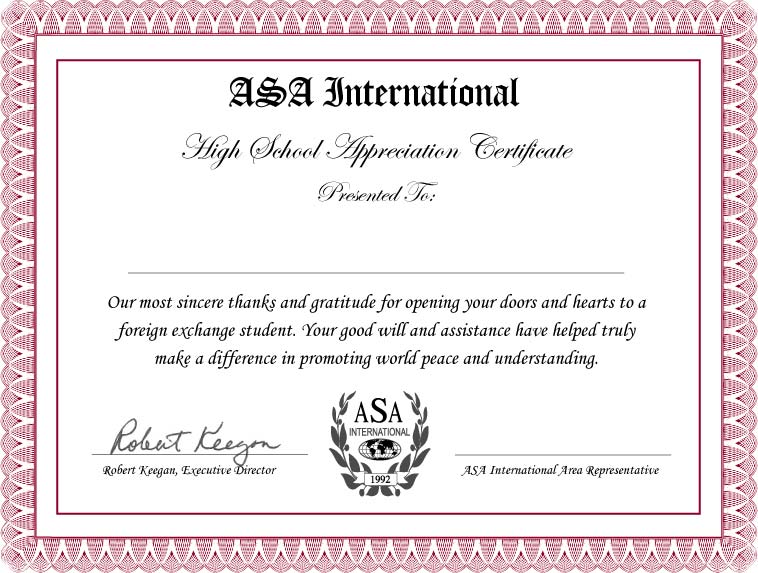 ASA International
High School Appreciation Certificate
Presented To:
Our most sincere thanks and gratitude for opening your doors and hearts to a
foreign exchange student. Your good will and assistance have helped truly
make a difference in promoting world peace and understanding.
Robert Keegan
Robert Keegan, Executive Director
ASA
INTERNATIONAL
1992
ASA International Area Representative